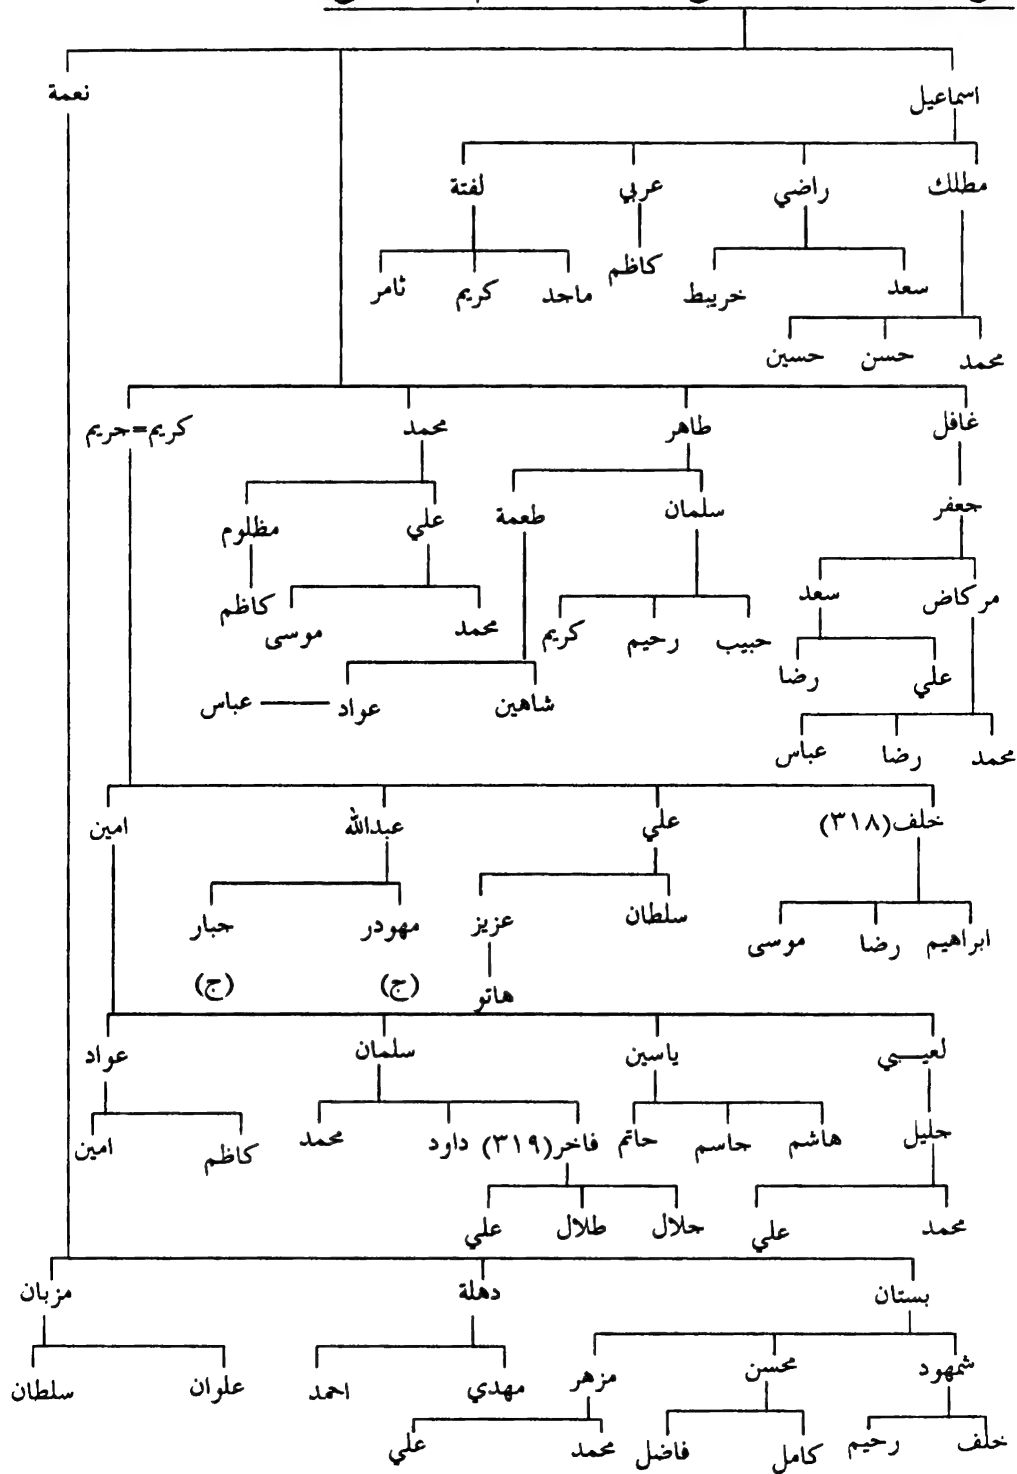 نعمة
اسماعيل
مطلك راضي عربي لفتة
سعد خريبط كاظم ماجد كريم ثامر
محمد حسن حسين
غافل طاهر محمد كريم=حريم
جعفر سلمان طعمة علي مظلوم
مركاض سعد حبيب رحيم كريم محمد موسى كاظم
علي رضا شاهين عواد عباس
محمد رضا عباس
خلف(٣١٨) علي عبدالله امين
ابراهيم رضا موسى سلطان عزيز مهودر جبار
هاتو (ج) (ج)
لعيبي ياسين سلمان عواد
جليل هاشم جاسم حاتم فاخر(٣١٩) داود محمد كاظم امين
محمد علي جلال طلال علي
بستان دهلة مزبان
شمهود محسن مزهر مهدي احمد علوان سلطان
خلف رحيم كامل فاضل محمد علي